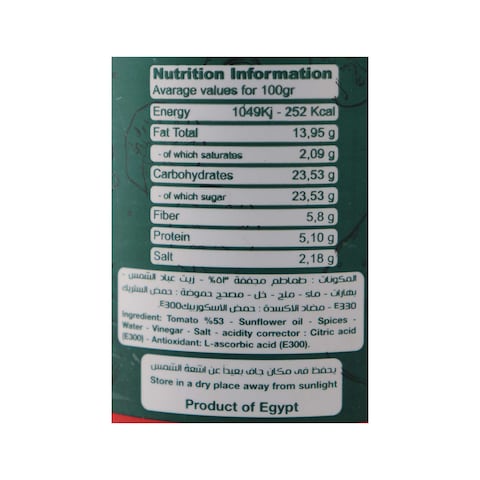 Nutrition Information
Avarage values for 100gr
Energy 1049Kj - 252 Kcal
Fat Total 13,95 g
- of which saturates 2,09 g
Carbohydrates 23,53 g
- of which sugar 23,53 g
Fiber 5,8 g
Protein 5,10 g
Salt 2,18 g
المكونات : طماطم مجففة ٥٣% - زيت عباد الشمس -
بهارات - ماء - ملح - خل - مصحح حموضة : حمض الستريك
E330 - مضاد الاكسدة : حمض الاسكوربيك E300.
Ingredient: Tomato %53 - Sunflower oil - Spices -
Water - Vinegar - Salt - acidity corrector : Citric acid
(E300) - Antioxidant: L-ascorbic acid (E300).
يحفظ في مكان جاف بعيداً عن اشعة الشمس
Store in a dry place away from sunlight
Product of Egypt